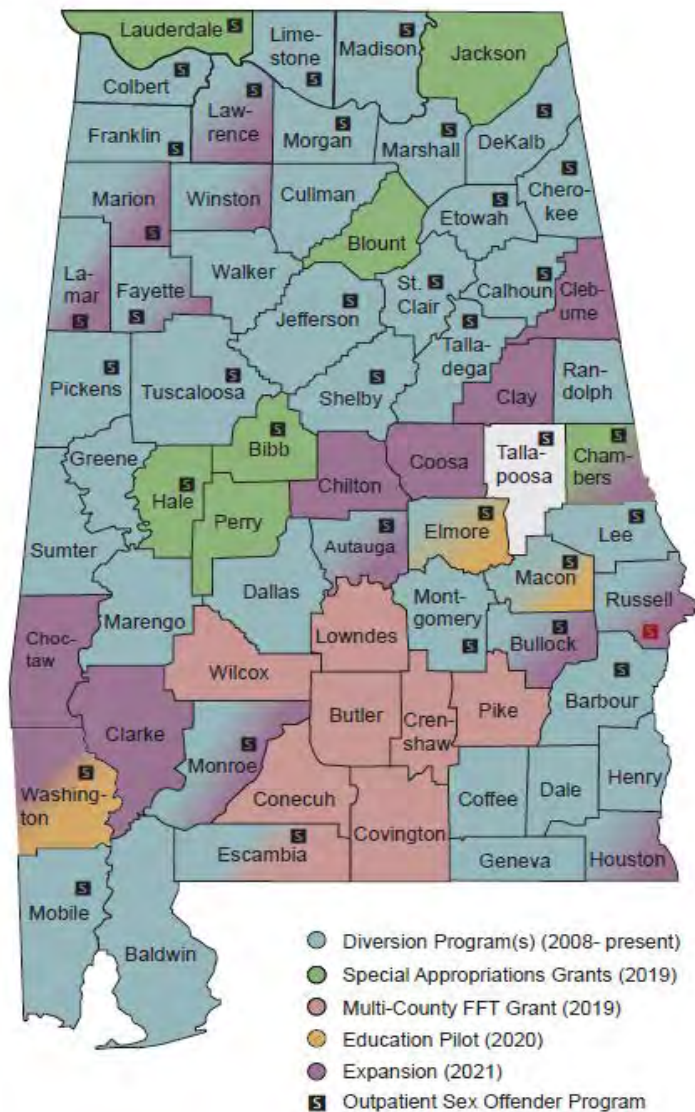 Lauderdale S
Lime-
stone
S
Madison S
Jackson
Colbert S
Law-
rence
S
Franklin S
Morgan S
Marshall S
DeKalb S
Chero-
kee
S
Marion
S
Winston
Cullman
Blount
Etowah S
La-
mar
S
Fayette
S
Walker
Jefferson S
St.
Clair
S
Calhoun S
Cleb-
urne
Talla-
dega
S
Pickens S
Tuscaloosa S
Shelby S
Clay
Ran-
dolph
Greene
Hale S
Bibb S
Perry
Chilton
Coosa
Talla-
poosa
S
Cham-
bers
S
Sumter
Autauga S
Elmore S
Lee S
Macon S
Russell
S
Marengo
Dallas
Lowndes
Mont-
gomery
S
Bullock S
Choc-
taw
Wilcox
Butler
Cren-
shaw
Pike
Barbour S
Clarke
Monroe S
Conecuh
Covington
Coffee
Dale
Henry
Washing-
ton
S
Escambia S
Geneva
Houston
Mobile S
Baldwin
Diversion Program(s) (2008- present)
Special Appropriations Grants (2019)
Multi-County FFT Grant (2019)
Education Pilot (2020)
Expansion (2021)
S Outpatient Sex Offender Program